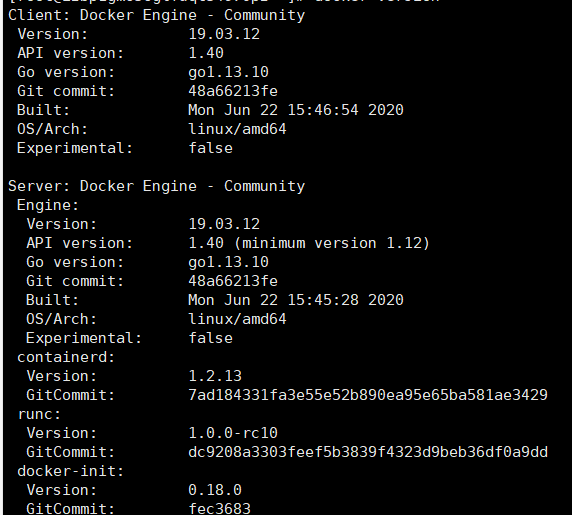 Client: Docker Engine - Community
Version: 19.03.12
API version: 1.40
Go version: go1.13.10
Git commit: 48a66213fe
Built: Mon Jun 22 15:46:54 2020
OS/Arch: linux/amd64
Experimental: false
Server: Docker Engine - Community
Engine:
Version: 19.03.12
API version: 1.40 (minimum version 1.12)
Go version: go1.13.10
Git commit: 48a66213fe
Built: Mon Jun 22 15:45:28 2020
OS/Arch: linux/amd64
Experimental: false
containerd:
Version: 1.2.13
GitCommit: 7ad184331fa3e55e52b890ea95e65ba581ae3429
runc:
Version: 1.0.0-rc10
GitCommit: dc9208a3303feef5b3839f4323d9beb36df0a9dd
docker-init:
Version: 0.18.0
GitCommit: fec3683